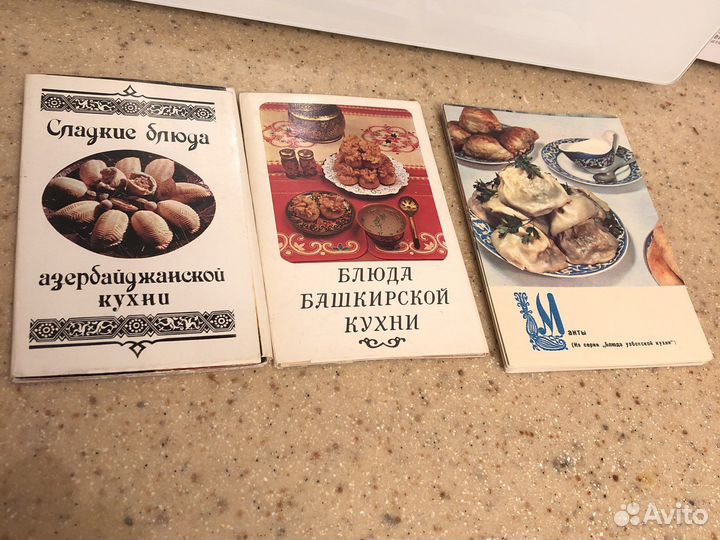 Сладкие блюда
азербайджанской
кухни
БЛЮДА
БАШКИРСКОЙ
КУХНИ
Манты
(Из серии „Блюда узбекской кухни")
Avito